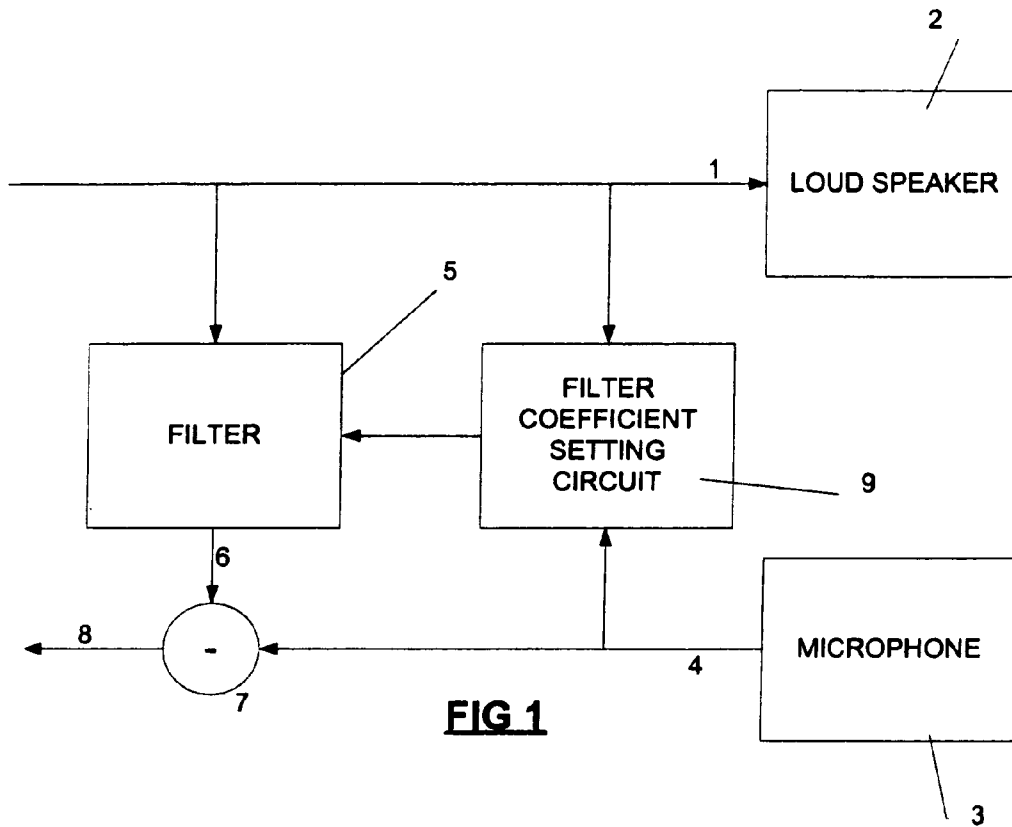 2
1
LOUD SPEAKER
5
FILTER
FILTER
COEFFICIENT
SETTING
CIRCUIT
9
6
8
-
7
4
MICROPHONE
FIG 1
3